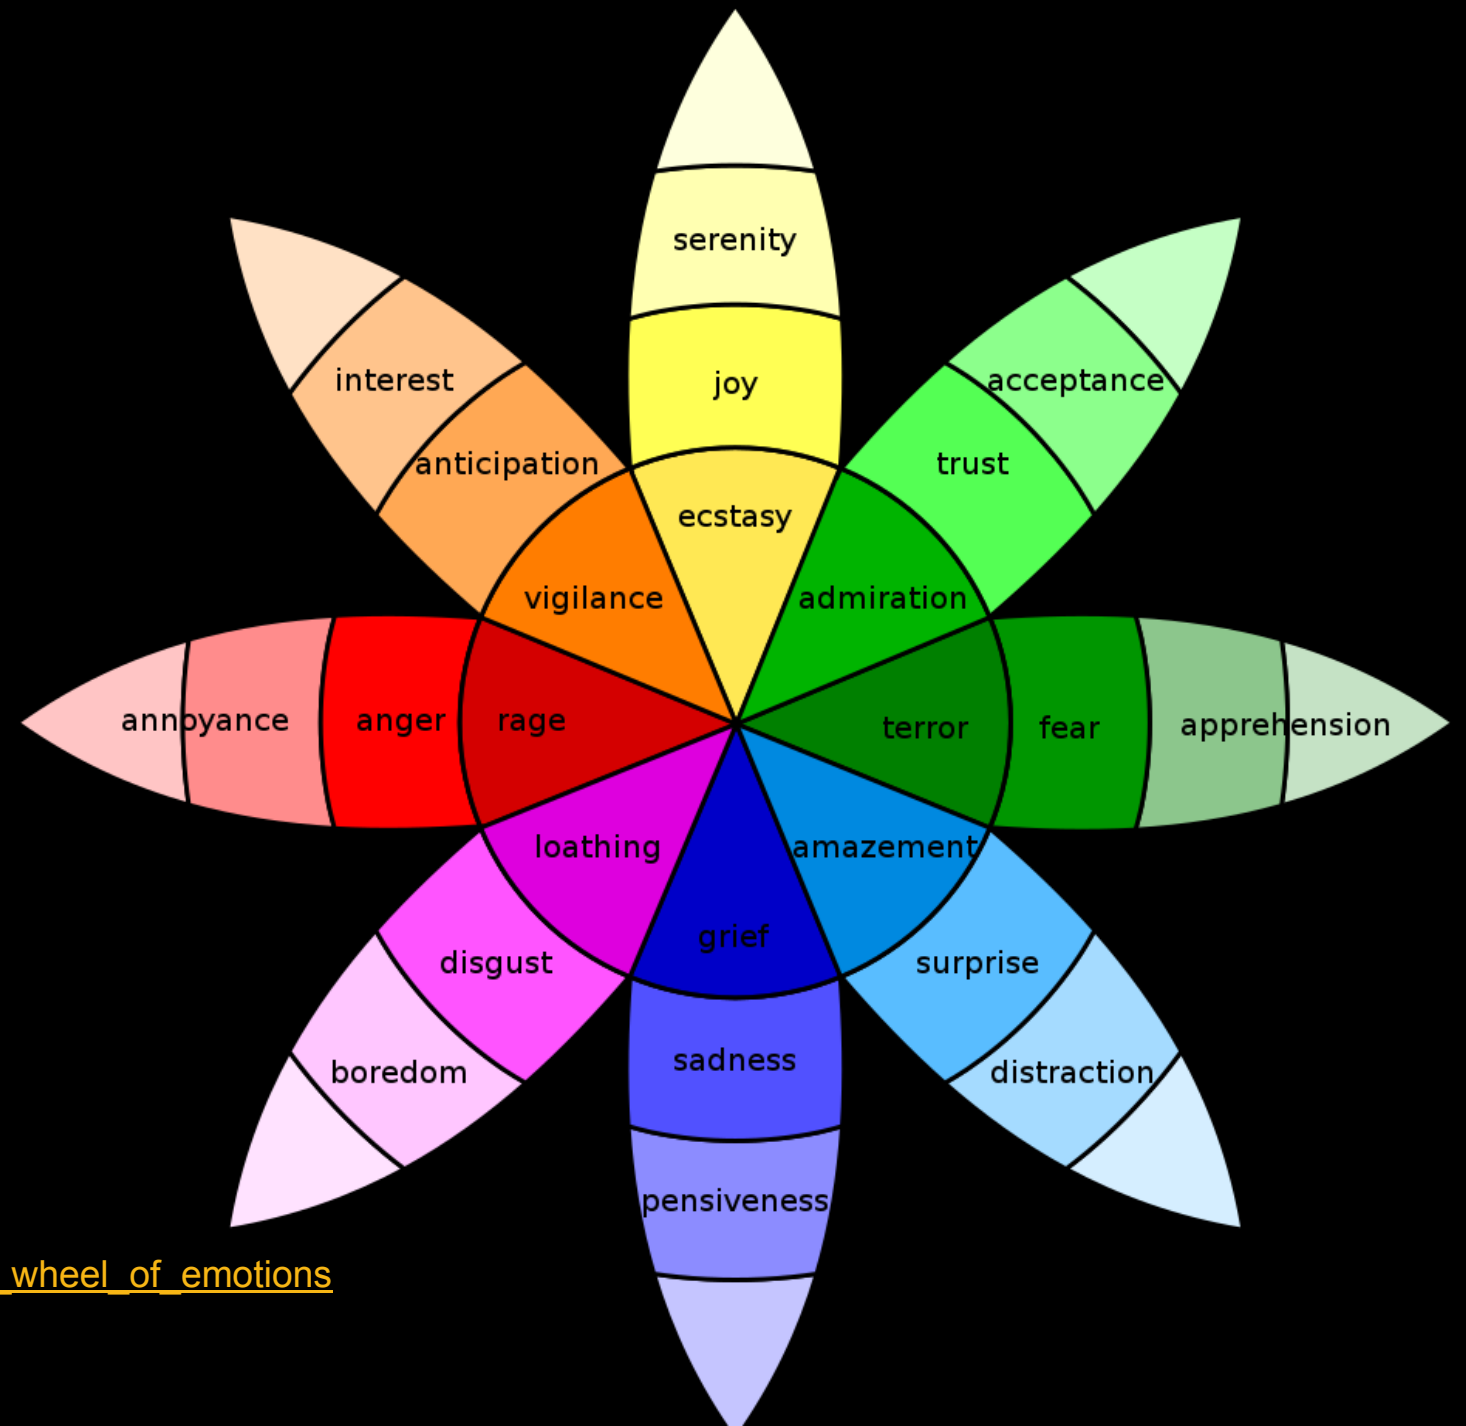 serenity
interest
joy
acceptance
anticipation
trust
ecstasy
vigilance
admiration
annoyance
anger
rage
terror
fear
apprehension
loathing
amazement
grief
disgust
surprise
sadness
boredom
distraction
pensiveness
_wheel_of_emotions